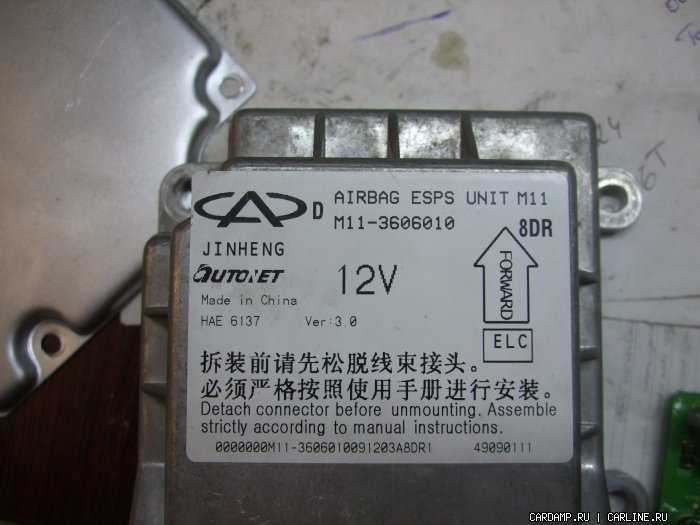 AIRBAG ESPS UNIT M11
D
M11-3606010
8DR
JINHENG
AUTONET
12V
FORWARD
Made in China
HAE 6137 Ver:3.0
ELC
拆装前请先松脱线束接头。
必须严格按照使用手册进行安装。
Detach connector before unmounting. Assemble
strictly according to manual instructions.
0000000M11-3606010091203A8DR1 49090111
CARDAMP.RU | CARLINE.RU